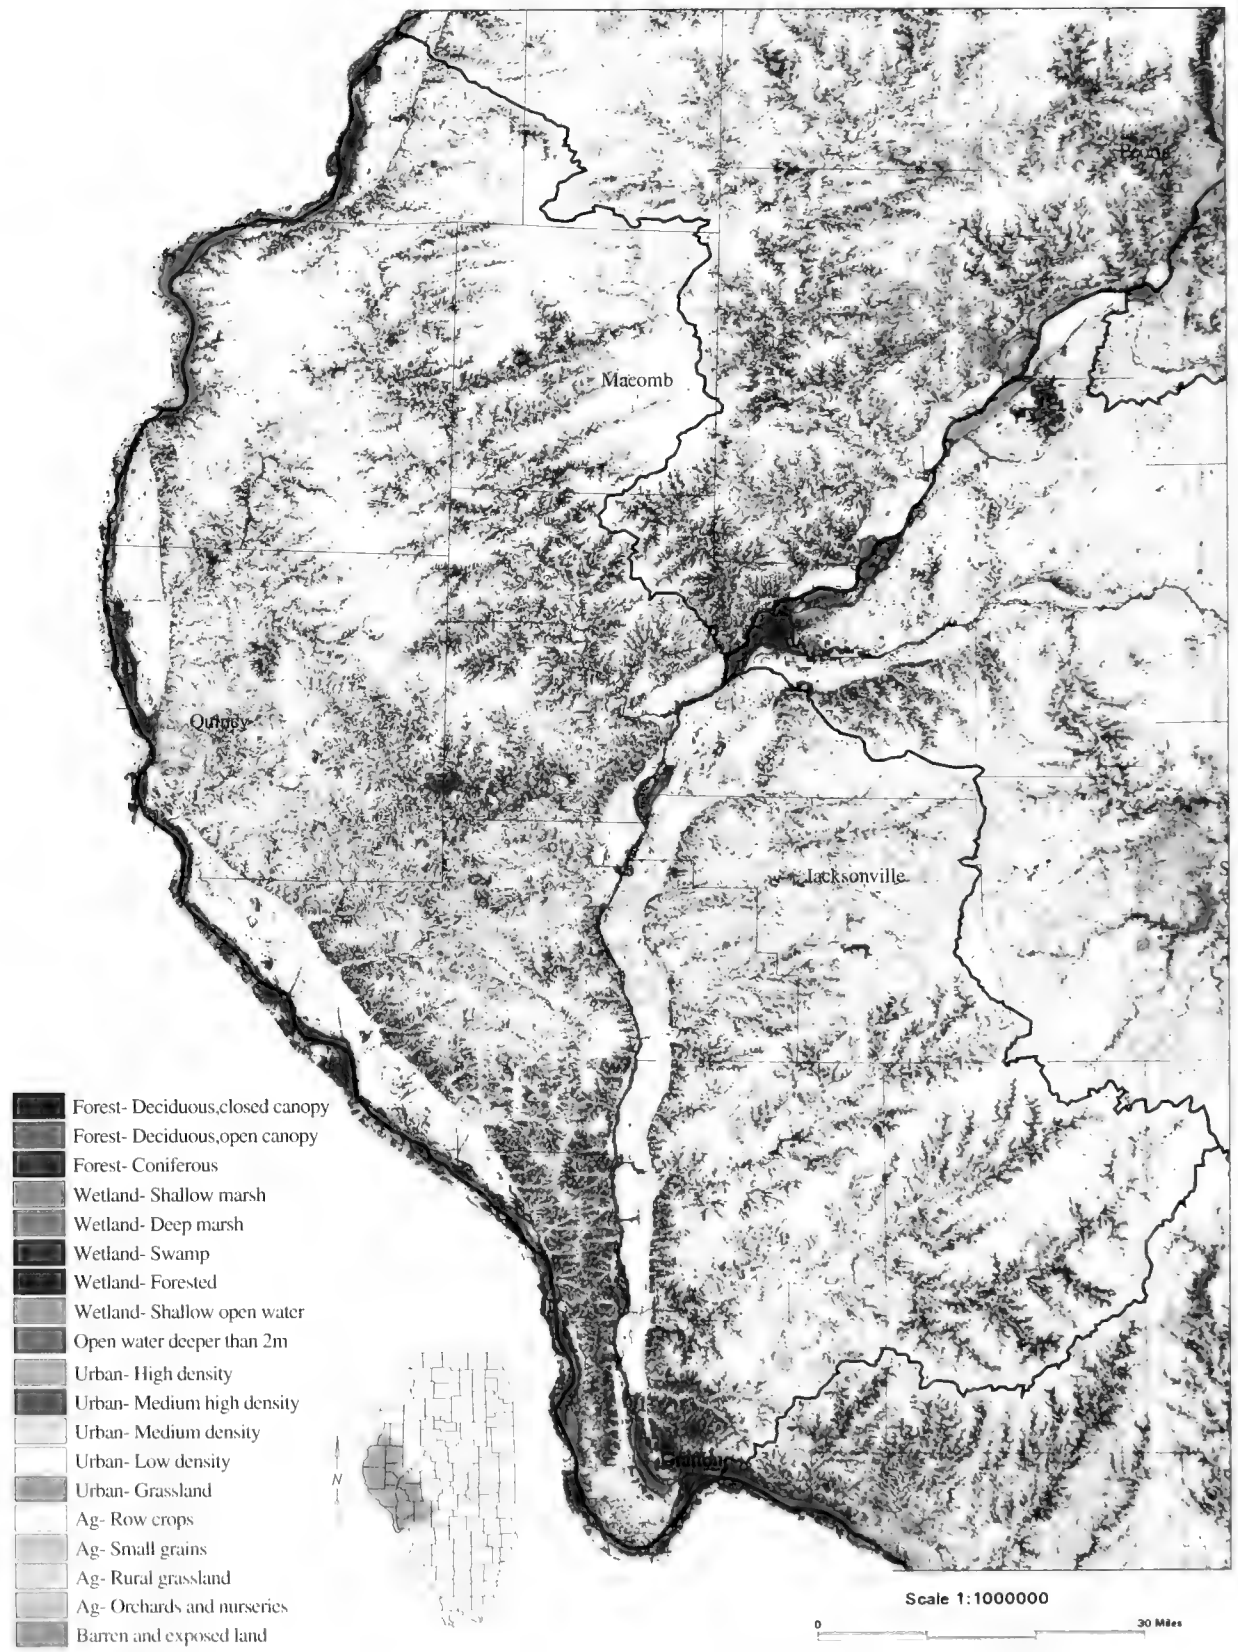 Macomb
Quincy
Jacksonville
S
Forest- Deciduous,closed canopy
Forest- Deciduous,open canopy
Forest- Coniferous
Wetland- Shallow marsh
Wetland- Deep marsh
Wetland- Swamp
Wetland- Forested
Wetland- Shallow open water
Open water deeper than 2m
Urban- High density
Urban- Medium high density
Urban- Medium density
Urban- Low density
Urban- Grassland
Ag- Row crops
Ag- Small grains
Ag- Rural grassland
Ag- Orchards and nurseries
Barren and exposed land
N
Scale 1:1000000
0
30 Miles